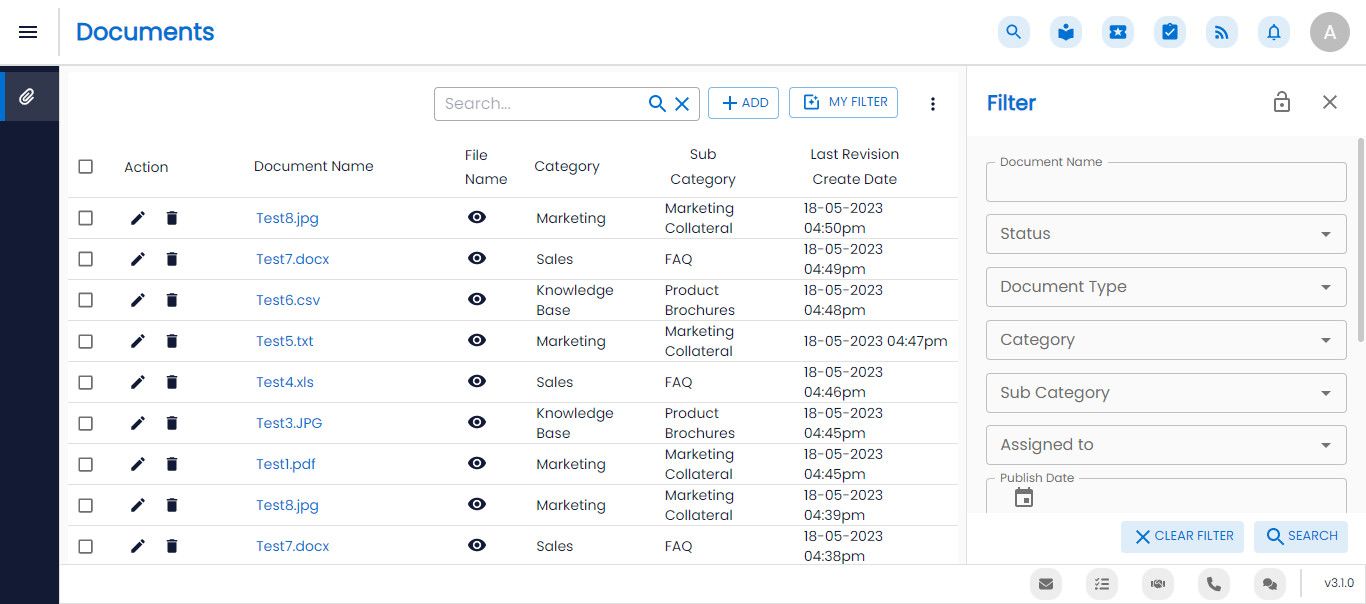 Documents
A
Search...
ADD
MY FILTER
Action
Document Name
File
Name
Category
Sub
Category
Last Revision
Create Date
Test8.jpg
Marketing
Marketing
Collateral
18-05-2023
04:50pm
Test7.docx
Sales
FAQ
18-05-2023
04:49pm
Test6.csv
Knowledge
Base
Product
Brochures
18-05-2023
04:48pm
Test5.txt
Marketing
Marketing
Collateral
18-05-2023 04:47pm
Test4.xls
Sales
FAQ
18-05-2023
04:46pm
Test3.JPG
Knowledge
Base
Product
Brochures
18-05-2023
04:45pm
Test1.pdf
Marketing
Marketing
Collateral
18-05-2023
04:45pm
Test8.jpg
Marketing
Marketing
Collateral
18-05-2023
04:39pm
Test7.docx
Sales
FAQ
18-05-2023
04:38pm
Filter
Document Name
Status
Document Type
Category
Sub Category
Assigned to
Publish Date
CLEAR FILTER
SEARCH
v3.1.0